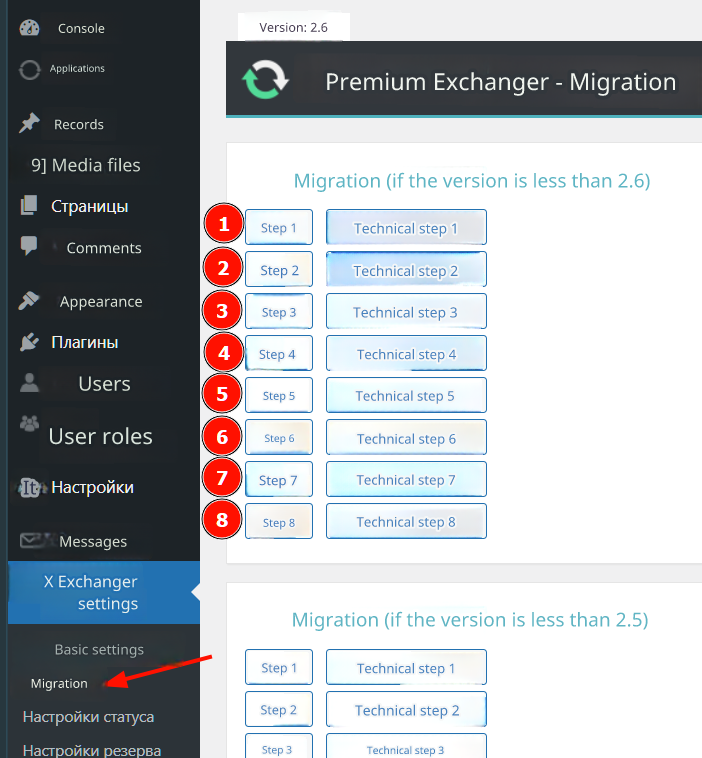 Console
Applications
Records
9] Media files
Страницы
Comments
Appearance
Плагины
Users
User roles
Настройки
Messages
X Exchanger
settings
Basic settings
Migration
Настройки статуса
Настройки резерва
Version: 2.6
Premium Exchanger - Migration
Migration (if the version is less than 2.6)
1 Step 1 Technical step 1
2 Step 2 Technical step 2
3 Step 3 Technical step 3
4 Step 4 Technical step 4
5 Step 5 Technical step 5
6 Step 6 Technical step 6
7 Step 7 Technical step 7
8 Step 8 Technical step 8
Migration (if the version is less than 2.5)
Step 1 Technical step 1
Step 2 Technical step 2
Step 3 Technical step 3